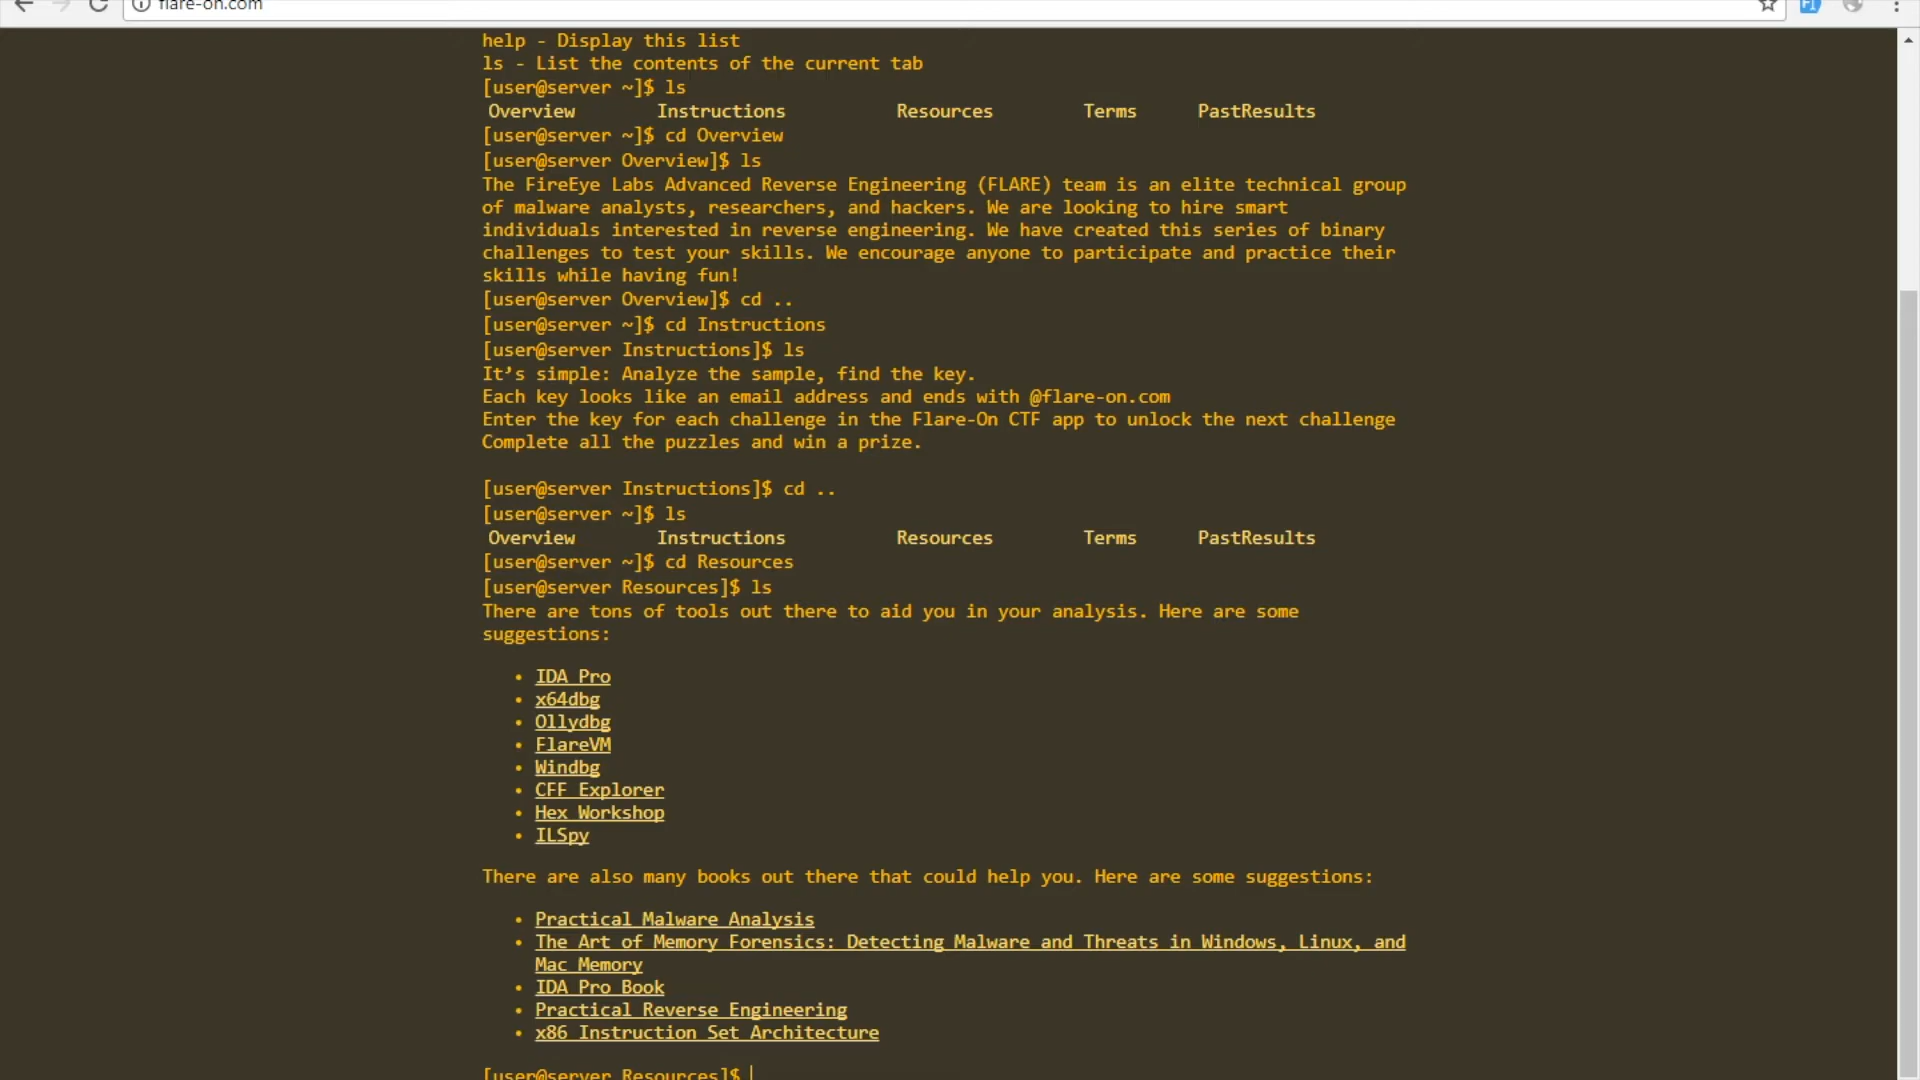 flare-on.com
help - Display this list
ls - List the contents of the current tab
[user@server ~]$ ls
Overview Instructions Resources Terms PastResults
[user@server ~]$ cd Overview
[user@server Overview]$ ls
The FireEye Labs Advanced Reverse Engineering (FLARE) team is an elite technical group
of malware analysts, researchers, and hackers. We are looking to hire smart
individuals interested in reverse engineering. We have created this series of binary
challenges to test your skills. We encourage anyone to participate and practice their
skills while having fun!
[user@server Overview]$ cd ..
[user@server ~]$ cd Instructions
[user@server Instructions]$ ls
It’s simple: Analyze the sample, find the key.
Each key looks like an email address and ends with @flare-on.com
Enter the key for each challenge in the Flare-On CTF app to unlock the next challenge
Complete all the puzzles and win a prize.
[user@server Instructions]$ cd ..
[user@server ~]$ ls
Overview Instructions Resources Terms PastResults
[user@server ~]$ cd Resources
[user@server Resources]$ ls
There are tons of tools out there to aid you in your analysis. Here are some
suggestions:
• IDA Pro
• x64dbg
• Ollydbg
• FlareVM
• Windbg
• CFF Explorer
• Hex Workshop
• ILSpy
There are also many books out there that could help you. Here are some suggestions:
• Practical Malware Analysis
• The Art of Memory Forensics: Detecting Malware and Threats in Windows, Linux, and
Mac Memory
• IDA Pro Book
• Practical Reverse Engineering
• x86 Instruction Set Architecture
[user@server Resources]$